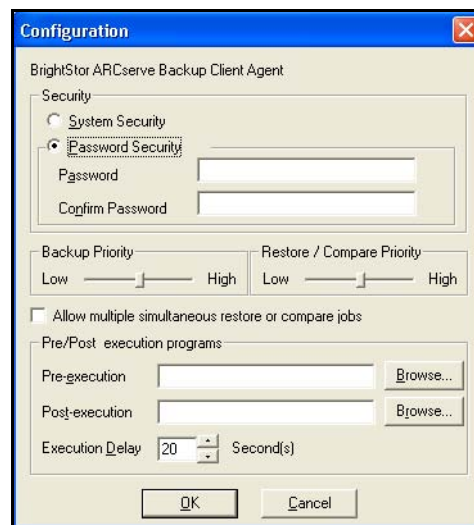 Configuration
BrightStor ARCserve Backup Client Agent
Security
System Security
Password Security
Password
Confirm Password
Backup Priority
Low High
Restore / Compare Priority
Low High
Allow multiple simultaneous restore or compare jobs
Pre/Post execution programs
Pre-execution Browse...
Post-execution Browse...
Execution Delay 20 Second(s)
OK Cancel